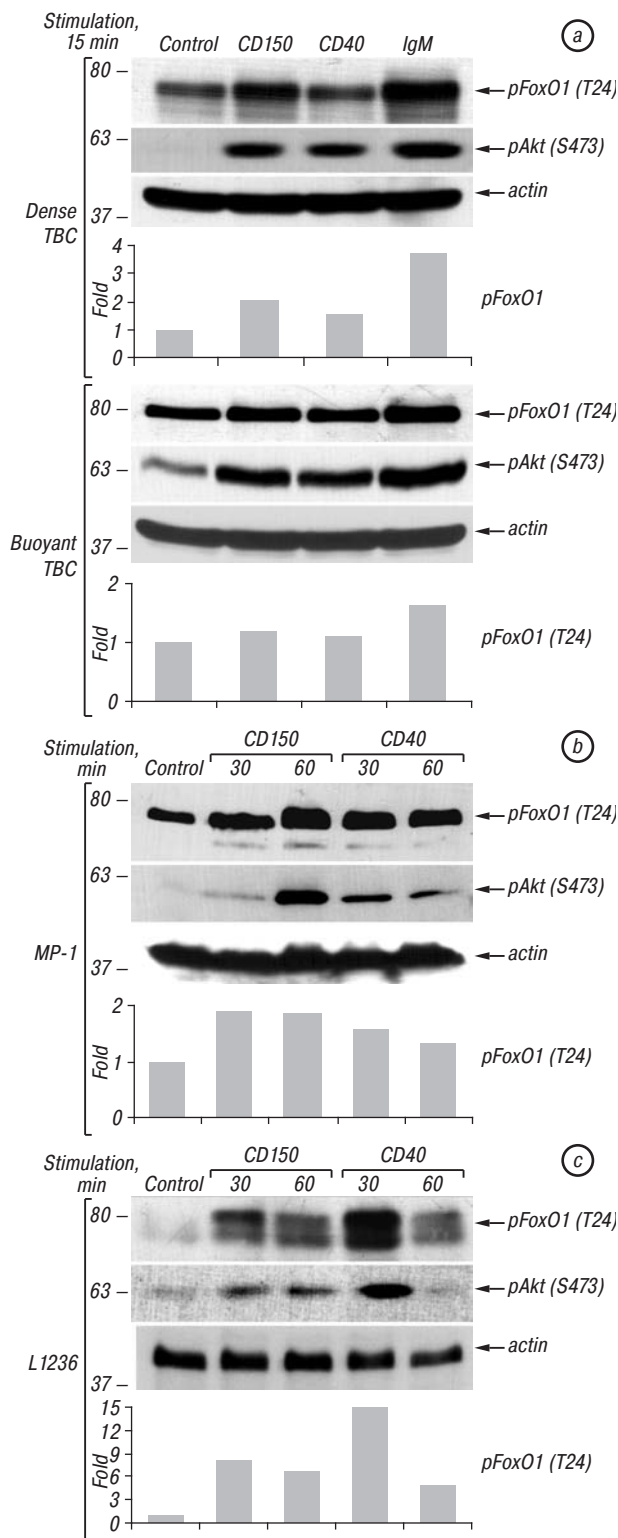 Stimulation,
15 min
Control CD150 CD40 IgM
a
80 –
pFoxO1 (T24)
63 –
pAkt (S473)
actin
37 –
Dense
TBC
4
3
2
1
0
Fold
pFoxO1
80 –
pFoxO1 (T24)
63 –
pAkt (S473)
actin
37 –
Buoyant
TBC
2
1
0
Fold
pFoxO1 (T24)
Stimulation,
min
CD150 CD40
b
Control 30 60 30 60
80 –
pFoxO1 (T24)
63 –
pAkt (S473)
actin
37 –
MP-1
2
1
0
Fold
pFoxO1 (T24)
Stimulation,
min
CD150 CD40
c
Control 30 60 30 60
80 –
pFoxO1 (T24)
63 –
pAkt (S473)
actin
37 –
L1236
15
12
9
6
3
0
Fold
pFoxO1 (T24)